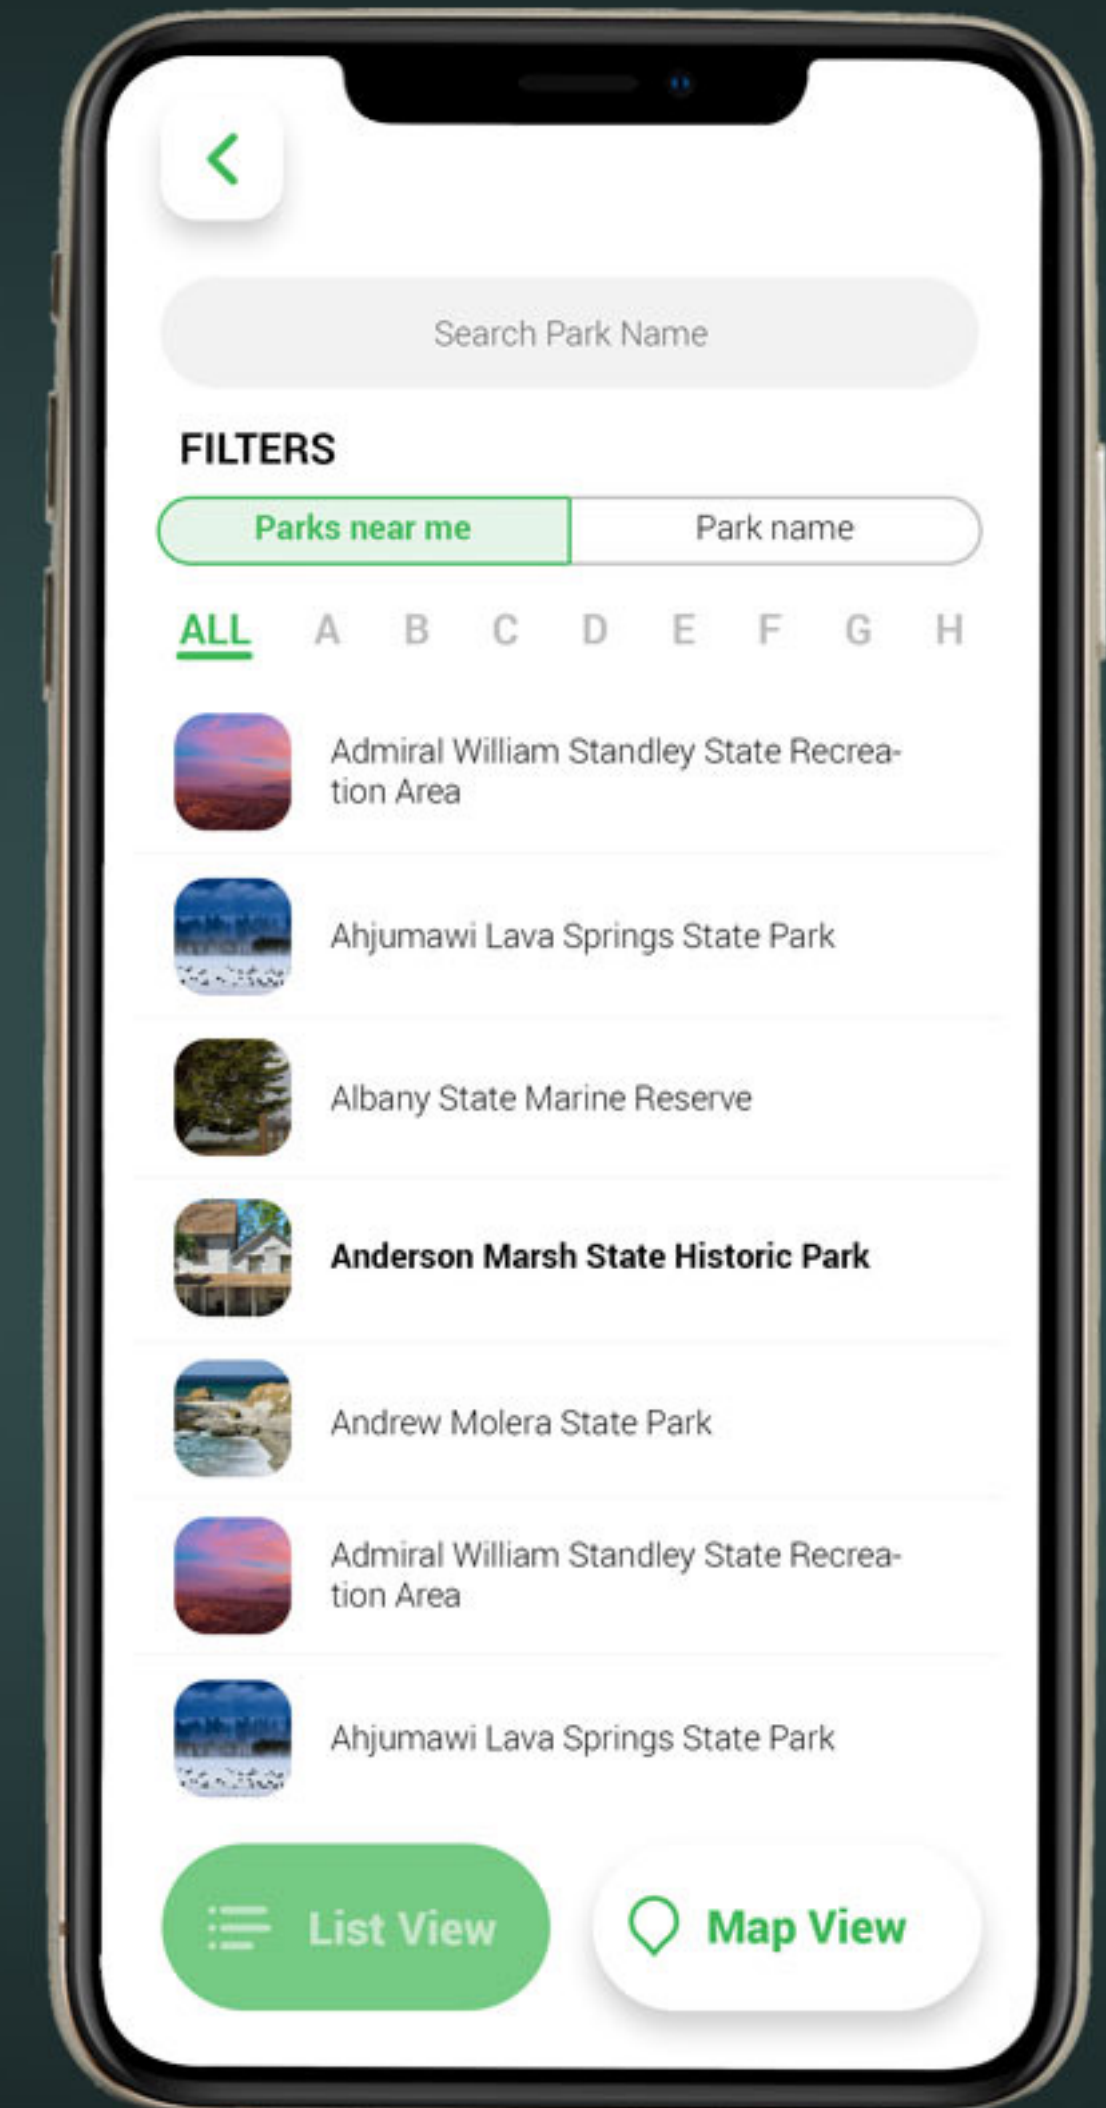 Search Park Name
FILTERS
Parks near me Park name
ALL A B C D E F G H
Admiral William Standley State Recrea-
tion Area
Ahjumawi Lava Springs State Park
Albany State Marine Reserve
Anderson Marsh State Historic Park
Andrew Molera State Park
Admiral William Standley State Recrea-
tion Area
Ahjumawi Lava Springs State Park
List View Map View